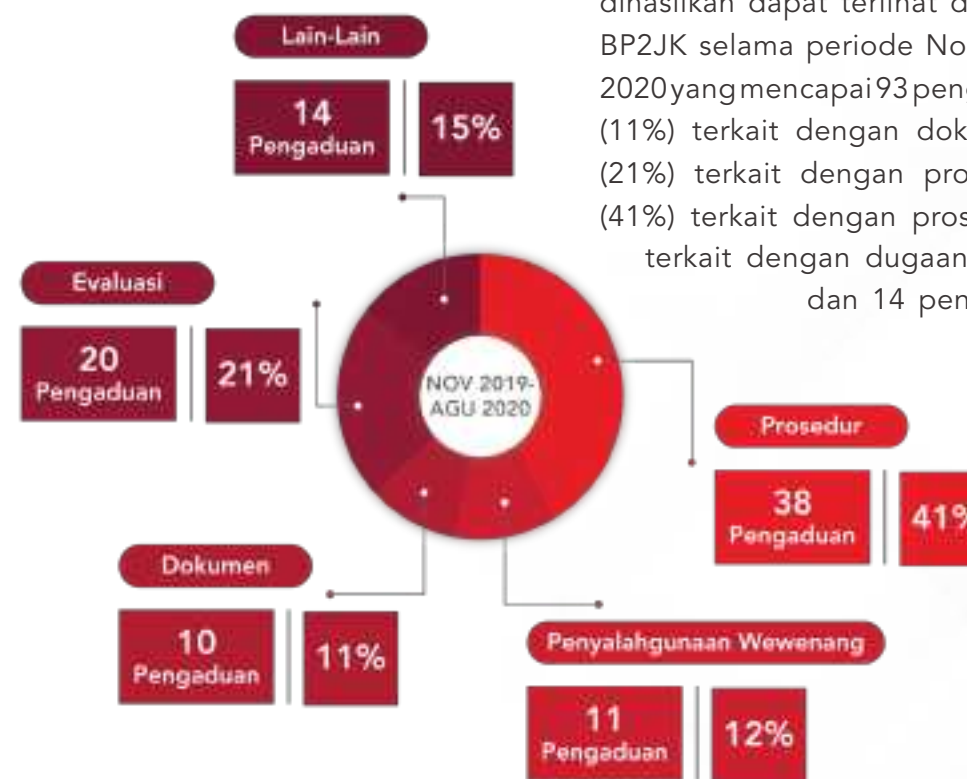 dihasilkan dapat terlihat d
BP2JK selama periode No
2020 yang mencapai 93 peng
(11%) terkait dengan dok
(21%) terkait dengan pro
(41%) terkait dengan pros
terkait dengan dugaan
dan 14 pen
Lain-Lain
14
Pengaduan
15%
Evaluasi
20
Pengaduan
21%
NOV 2019-
AGU 2020
Prosedur
38
Pengaduan
41%
Dokumen
10
Pengaduan
11%
Penyalahgunaan Wewenang
11
Pengaduan
12%